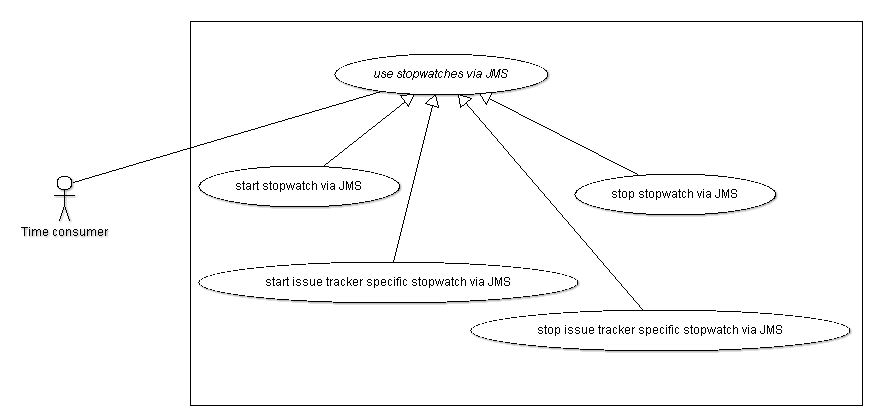 use stopwatches via JMS
start stopwatch via JMS
stop stopwatch via JMS
Time consumer
start issue tracker specific stopwatch via JMS
stop issue tracker specific stopwatch via JMS